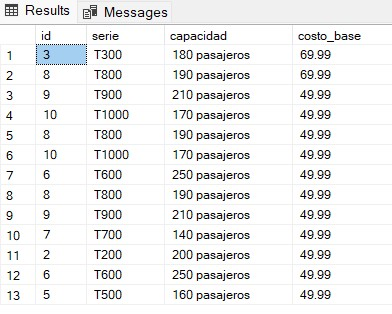 Results Messages
id serie capacidad costo_base
1 3 T300 180 pasajeros 69.99
2 8 T800 190 pasajeros 69.99
3 9 T900 210 pasajeros 49.99
4 10 T1000 170 pasajeros 49.99
5 8 T800 190 pasajeros 49.99
6 10 T1000 170 pasajeros 49.99
7 6 T600 250 pasajeros 49.99
8 8 T800 190 pasajeros 49.99
9 9 T900 210 pasajeros 49.99
10 7 T700 140 pasajeros 49.99
11 2 T200 200 pasajeros 49.99
12 6 T600 250 pasajeros 49.99
13 5 T500 160 pasajeros 49.99